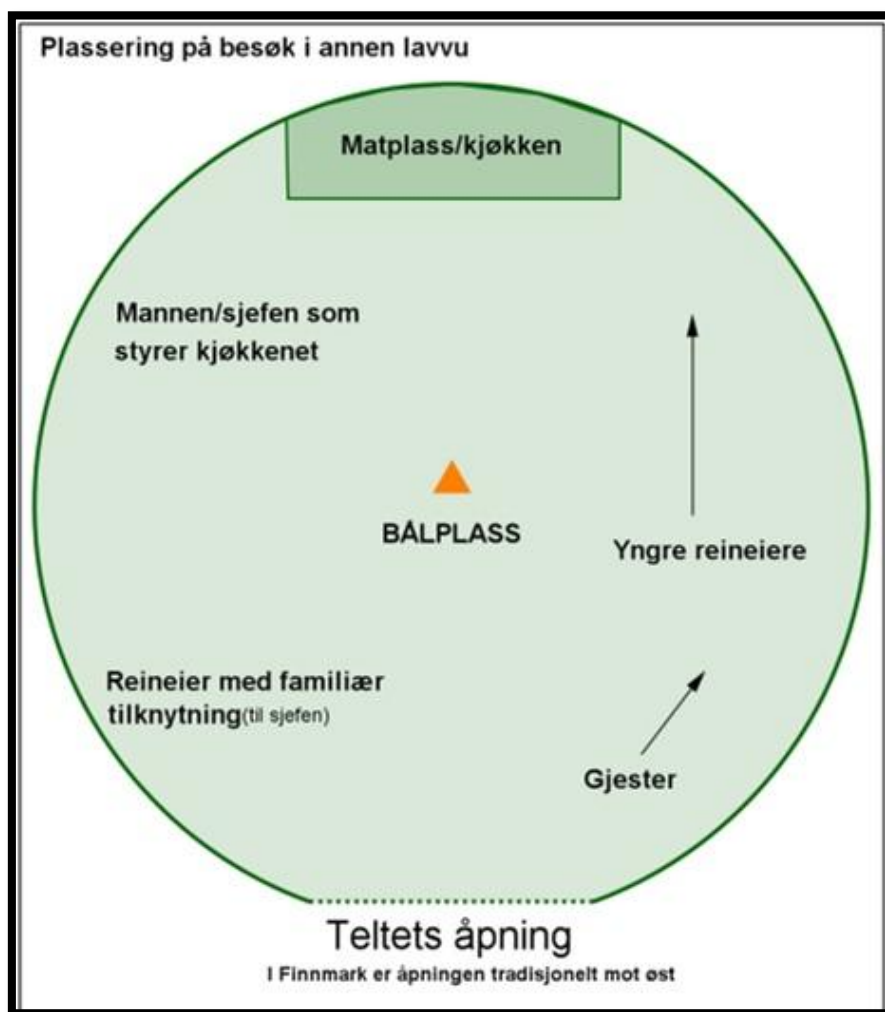 Plassering på besøk i annen lavvu
Matplass/kjøkken
Mannen/sjefen som
styrer kjøkkenet
BÅLPLASS
Yngre reineiere
Reineier med familiær
tilknytning(til sjefen)
Gjester
Teltets åpning
I Finnmark er åpningen tradisjonelt mot øst